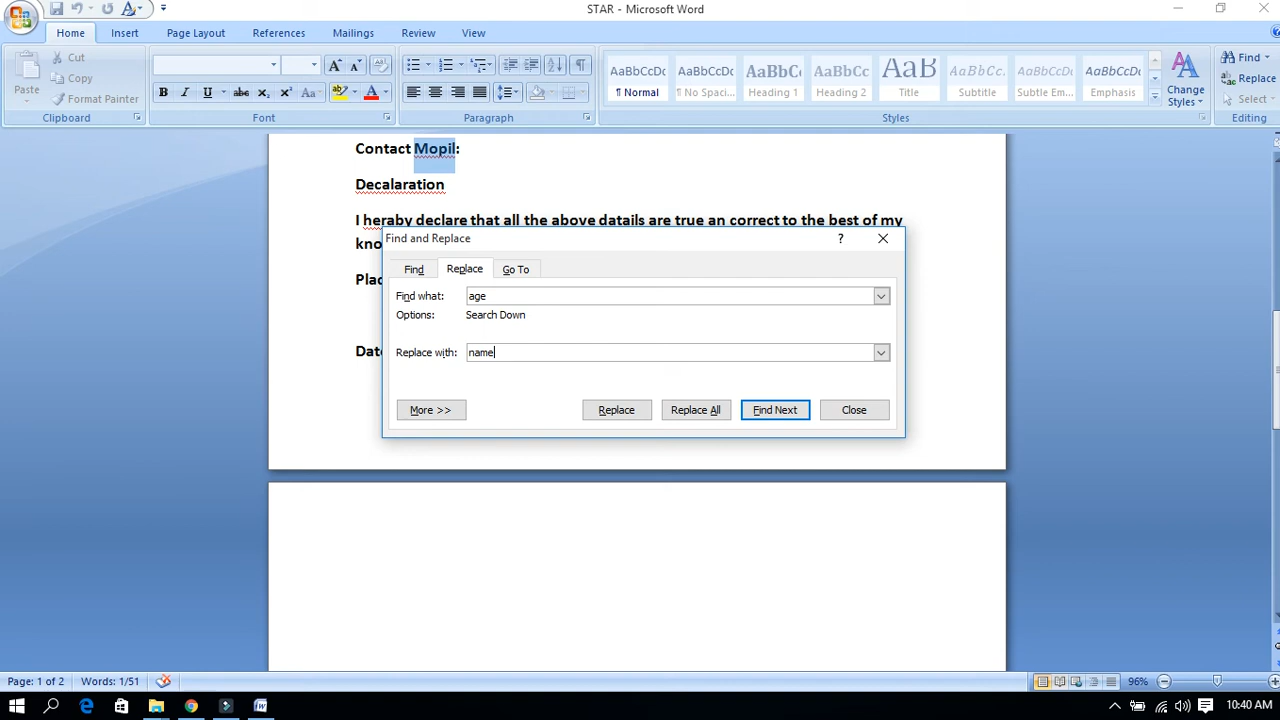 STAR - Microsoft Word
Home Insert Page Layout References Mailings Review View
Paste
Cut
Copy
Format Painter
Clipboard
Font
Paragraph
AaBbCcDc AaBbCcDc AaBbCc AaBbCc AaB AaBbCc. AaBbCcDc AaBbCcDc
¶ Normal ¶ No Spaci... Heading 1 Heading 2 Title Subtitle Subtle Em... Emphasis
Change Styles
Styles
Find
Replace
Select
Editing
Contact Mopil:
Decalaration
I heraby declare that all the above datails are true an correct to the best of my
kno
Plac
Date
Find and Replace
Find Replace Go To
Find what: age
Options: Search Down
Replace with: name
More >> Replace Replace All Find Next Close
Page: 1 of 2 Words: 1/51 96%
10:40 AM